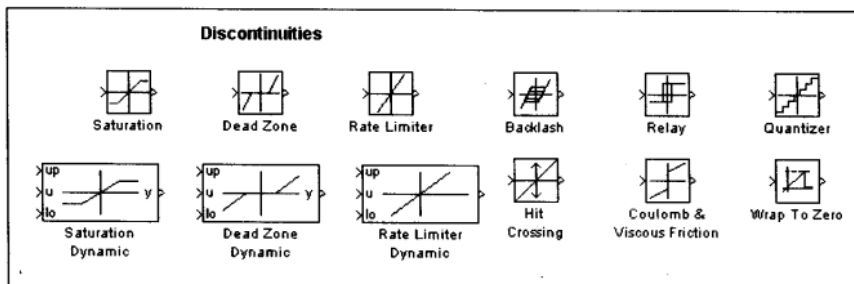 Discontinuities
Saturation
Dead Zone
Rate Limiter
Backlash
Relay
Quantizer
up
u
lo
y
Saturation
Dynamic
up
u
lo
y
Dead Zone
Dynamic
up
u
lo
Rate Limiter
Dynamic
Hit
Crossing
Coulomb &
Viscous Friction
Wrap To Zero